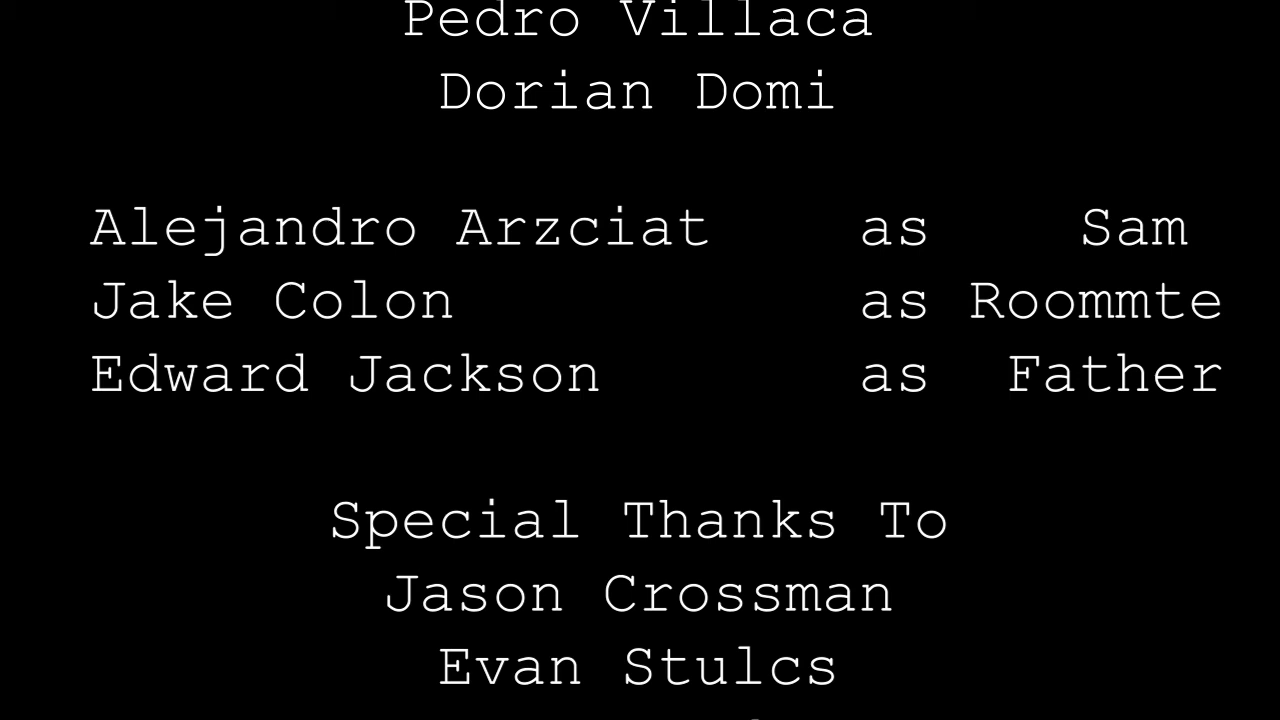 Pedro Villaca
Dorian Domi
Alejandro Arzciat as Sam
Jake Colon as Roommte
Edward Jackson as Father
Special Thanks To
Jason Crossman
Evan Stulcs